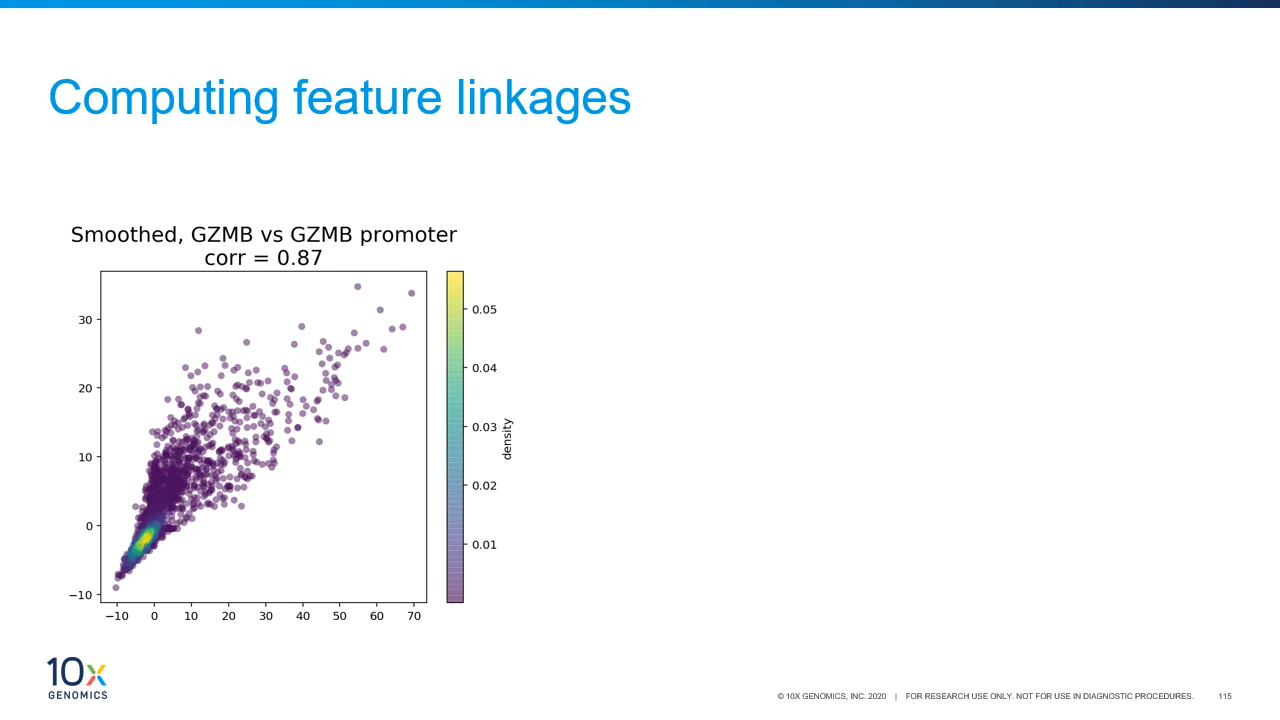 Computing feature linkages
Smoothed, GZMB vs GZMB promoter
corr = 0.87
30
20
10
0
−10
−10 0 10 20 30 40 50 60 70
0.05
0.04
0.03
0.02
0.01
density
10x
GENOMICS
© 10X GENOMICS, INC. 2020 | FOR RESEARCH USE ONLY. NOT FOR USE IN DIAGNOSTIC PROCEDURES. 115